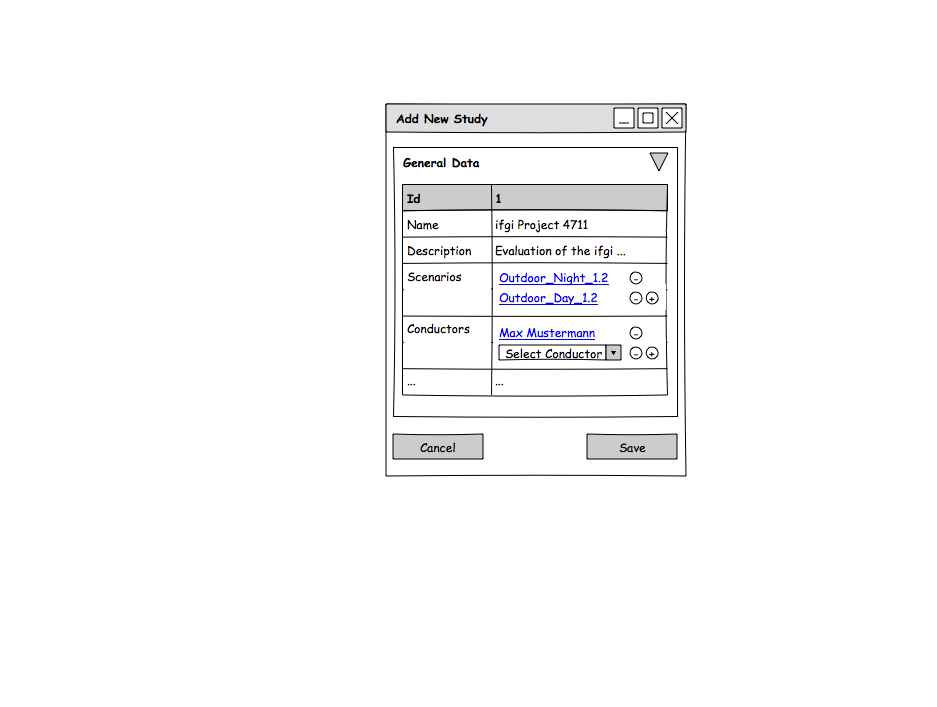 Add New Study
General Data
Id 1
Name ifgi Project 4711
Description Evaluation of the ifgi ...
Scenarios Outdoor_Night_1.2 -
Outdoor_Day_1.2 - +
Conductors Max Mustermann -
Select Conductor - +
... ...
Cancel Save